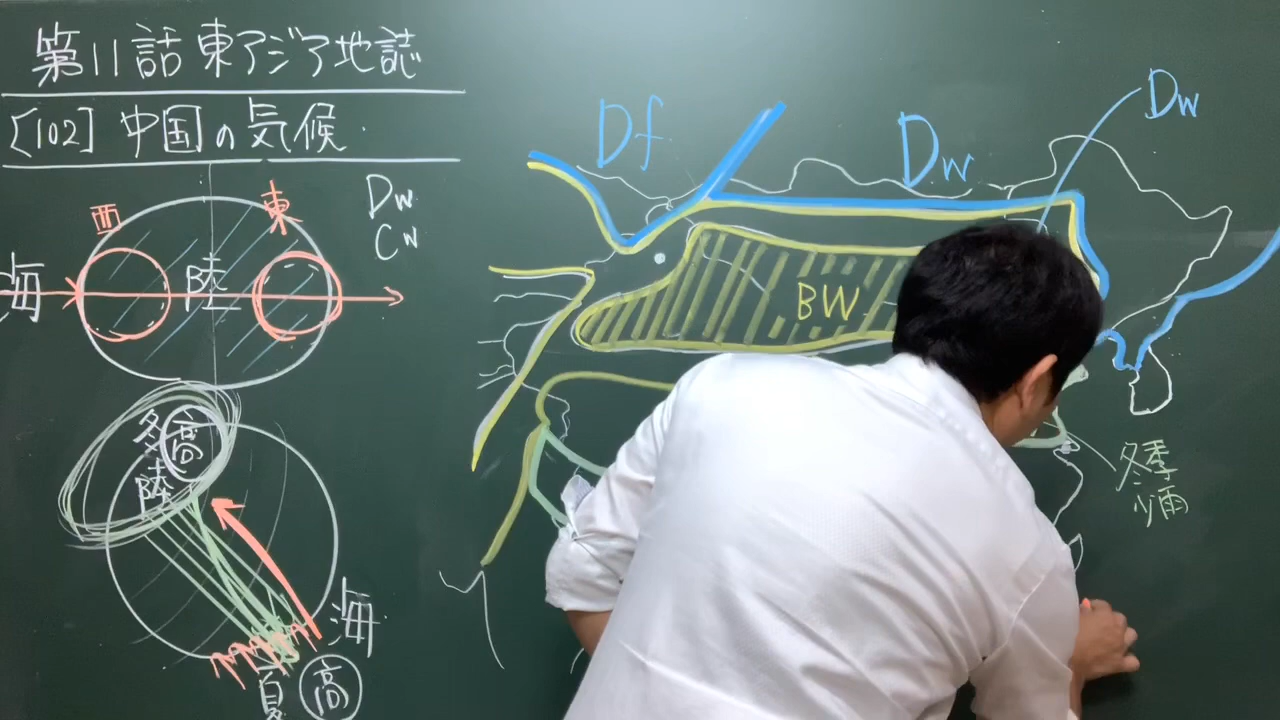 第11話 東アジア地誌
[102] 中国の気候
西
東
Dw
Cw
海
陸
冬
高
陸
海
夏
高
Df
Dw
Dw
BW
冬季
少雨